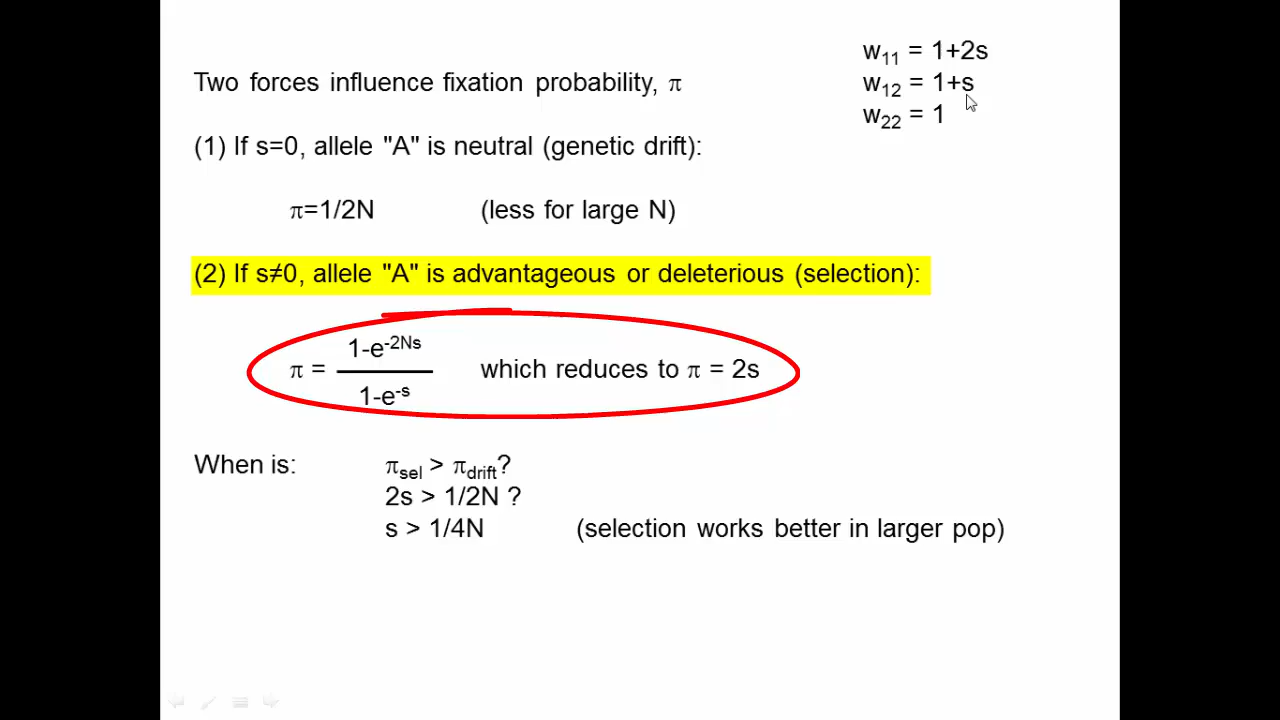 w₁₁ = 1+2s
Two forces influence fixation probability, π
w₁₂ = 1+s
w₂₂ = 1
(1) If s=0, allele "A" is neutral (genetic drift):
π=1/2N (less for large N)
(2) If s≠0, allele "A" is advantageous or deleterious (selection):
1-e⁻²ᴺˢ
π = which reduces to π = 2s
1-e⁻ˢ
When is: πsel > πdrift?
2s > 1/2N ?
s > 1/4N (selection works better in larger pop)